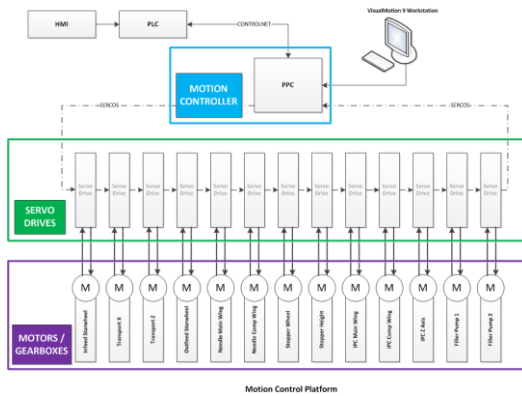 VisualMotion 9 Workstation
HMI
PLC
CONTROLNET
MOTION
CONTROLLER
PPC
SERCOS
SERCOS
Servo
Drive
Servo
Drive
Servo
Drive
Servo
Drive
Servo
Drive
Servo
Drive
Servo
Drive
Servo
Drive
Servo
Drive
Servo
Drive
Servo
Drive
Servo
Drive
Servo
Drive
SERVO
DRIVES
M
M
M
M
M
M
M
M
M
M
M
M
M
MOTORS /
GEARBOXES
Infeed Starwheel
Transport X
Transport Z
Outfeed Starwheel
Needle Main Wing
Needle Comp Wing
Stopper Wheel
Stopper Height
IPC Main Wing
IPC Comp Wing
IPC Z Axis
Filler Pump 1
Filler Pump 2
Motion Control Platform